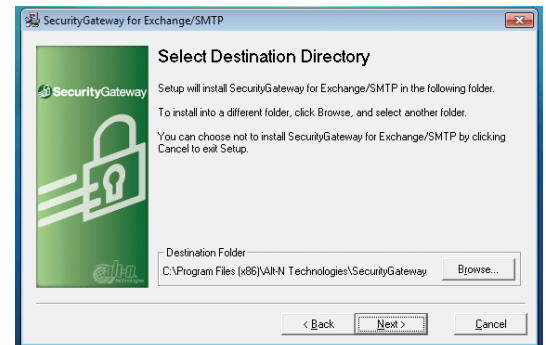 SecurityGateway for Exchange/SMTP
Select Destination Directory
SecurityGateway
Setup will install SecurityGateway for Exchange/SMTP in the following folder.
To install into a different folder, click Browse, and select another folder.
You can choose not to install SecurityGateway for Exchange/SMTP by clicking
Cancel to exit Setup.
Destination Folder
C:\Program Files (x86)\Alt-N Technologies\SecurityGateway
Browse...
alt-n
technologies
< Back
Next >
Cancel